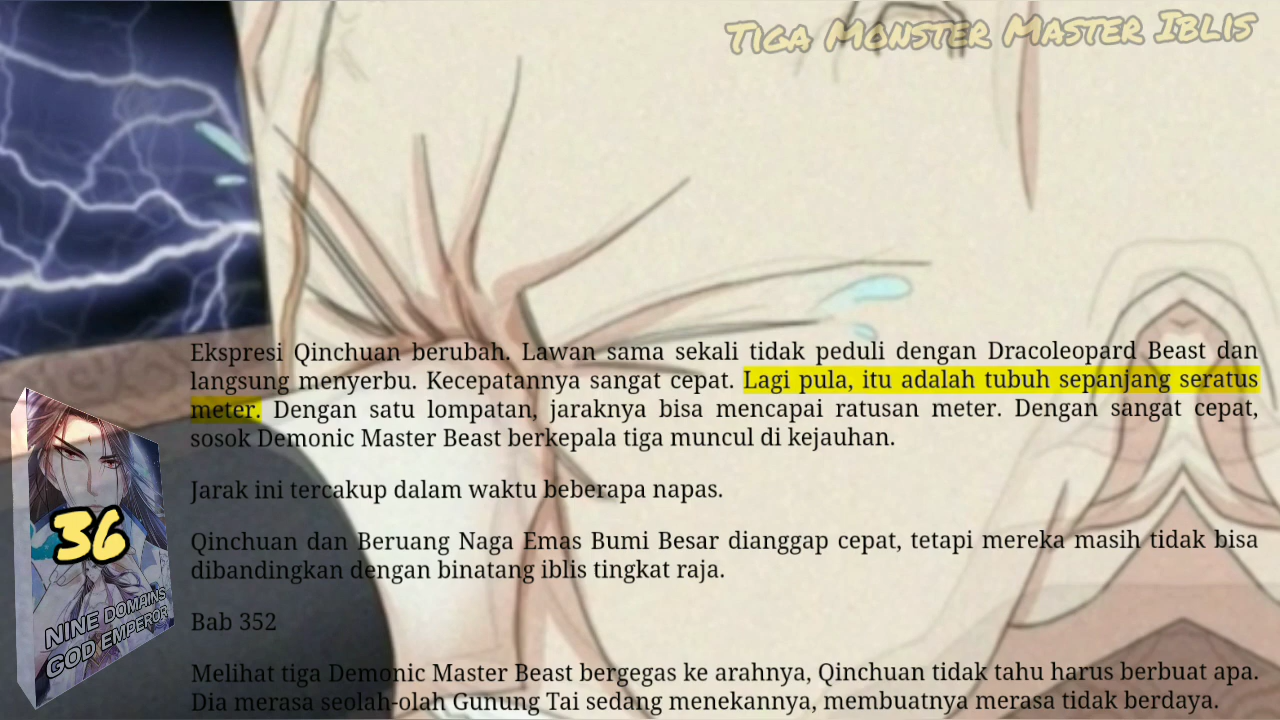 Tiga Monster Master Iblis
Ekspresi Qinchuan berubah. Lawan sama sekali tidak peduli dengan Dracoleopard Beast dan
langsung menyerbu. Kecepatannya sangat cepat. Lagi pula, itu adalah tubuh sepanjang seratus
meter. Dengan satu lompatan, jaraknya bisa mencapai ratusan meter. Dengan sangat cepat,
sosok Demonic Master Beast berkepala tiga muncul di kejauhan.
Jarak ini tercakup dalam waktu beberapa napas.
Qinchuan dan Beruang Naga Emas Bumi Besar dianggap cepat, tetapi mereka masih tidak bisa
dibandingkan dengan binatang iblis tingkat raja.
Bab 352
Melihat tiga Demonic Master Beast bergegas ke arahnya, Qinchuan tidak tahu harus berbuat apa.
Dia merasa seolah-olah Gunung Tai sedang menekannya, membuatnya merasa tidak berdaya.
36
NINE DOMAINS
GOD EMPEROR